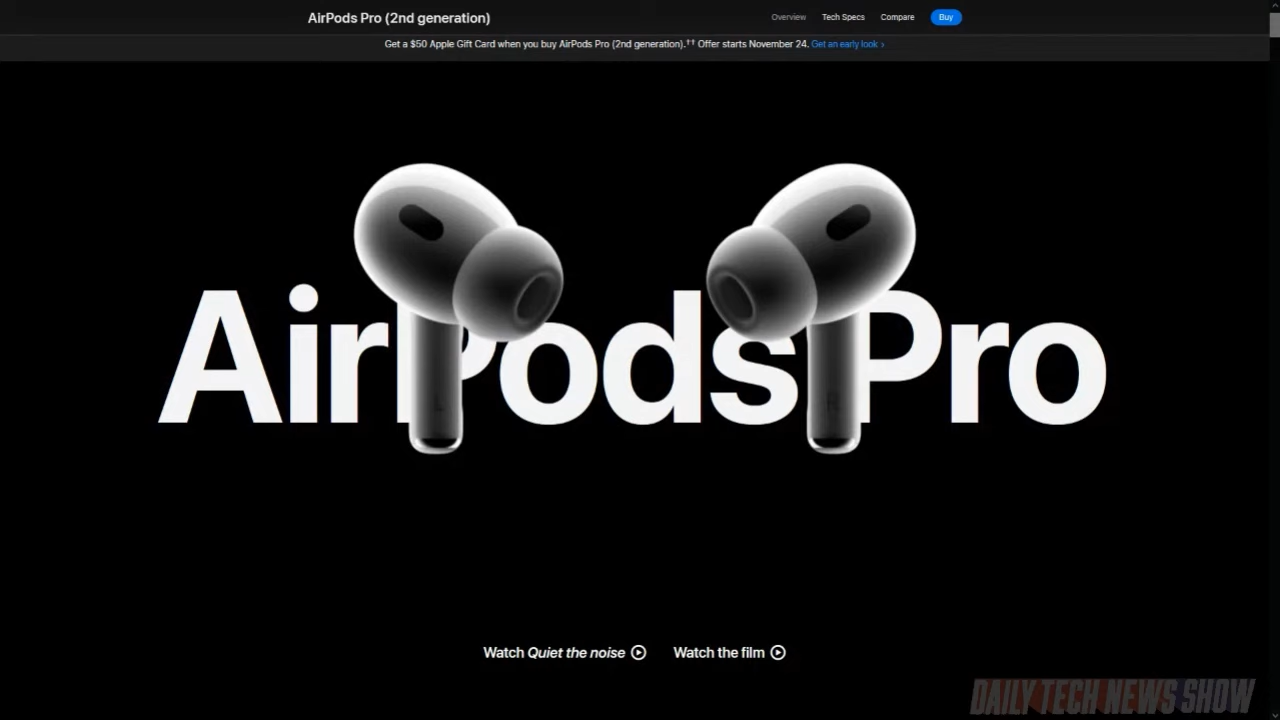 AirPods Pro (2nd generation)
Overview Tech Specs Compare Buy
Get a $50 Apple Gift Card when you buy AirPods Pro (2nd generation).†† Offer starts November 24. Get an early look ›
AirPods Pro
L R
Watch Quiet the noise Watch the film
DAILY TECH NEWS SHOW